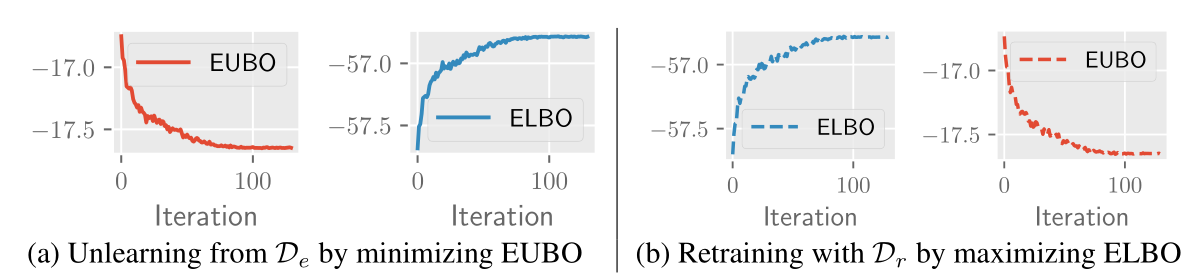 EUBO
−17.0
−17.5
0 100
Iteration
ELBO
−57.0
−57.5
0 100
Iteration
(a) Unlearning from 𝒟ₑ by minimizing EUBO
ELBO
−57.0
−57.5
0 100
Iteration
EUBO
−17.0
−17.5
0 100
Iteration
(b) Retraining with 𝒟ᵣ by maximizing ELBO